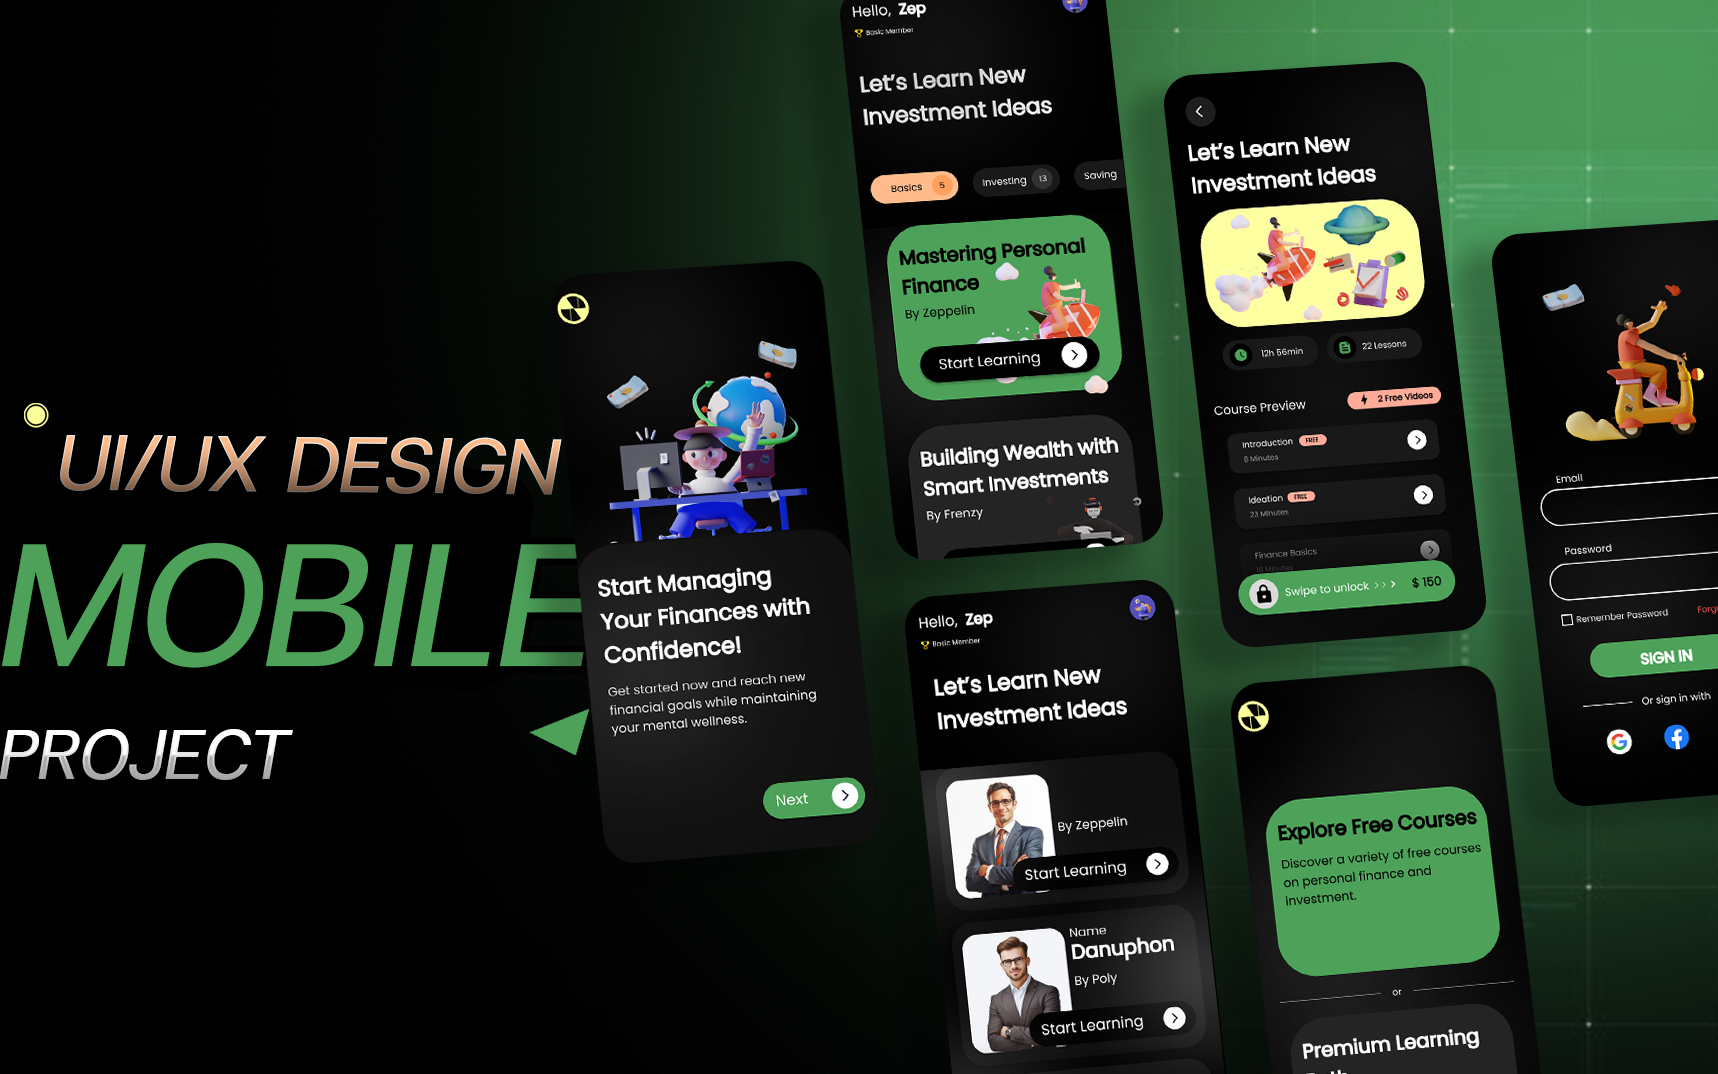 UI/UX DESIGN
MOBILE
PROJECT
Start Managing
Your Finances with
Confidence!
Get started now and reach new
financial goals while maintaining
your mental wellness.
Next
Hello, Zep
Basic Member
Let's Learn New
Investment Ideas
Basics 5
Investing 13
Saving
Mastering Personal
Finance
By Zeppelin
Start Learning
Building Wealth with
Smart Investments
By Frenzy
Hello, Zep
Basic Member
Let's Learn New
Investment Ideas
By Zeppelin
Start Learning
Name
Danuphon
By Poly
Start Learning
Let's Learn New
Investment Ideas
12h 56min
22 Lessons
Course Preview
2 Free Videos
Introduction FREE
8 Minutes
Ideation FREE
23 Minutes
Finance Basics
18 Minutes
Swipe to unlock >>> $ 150
Explore Free Courses
Discover a variety of free courses
on personal finance and
investment.
or
Premium Learning
Email
Password
Remember Password
Forg
SIGN IN
Or sign in with